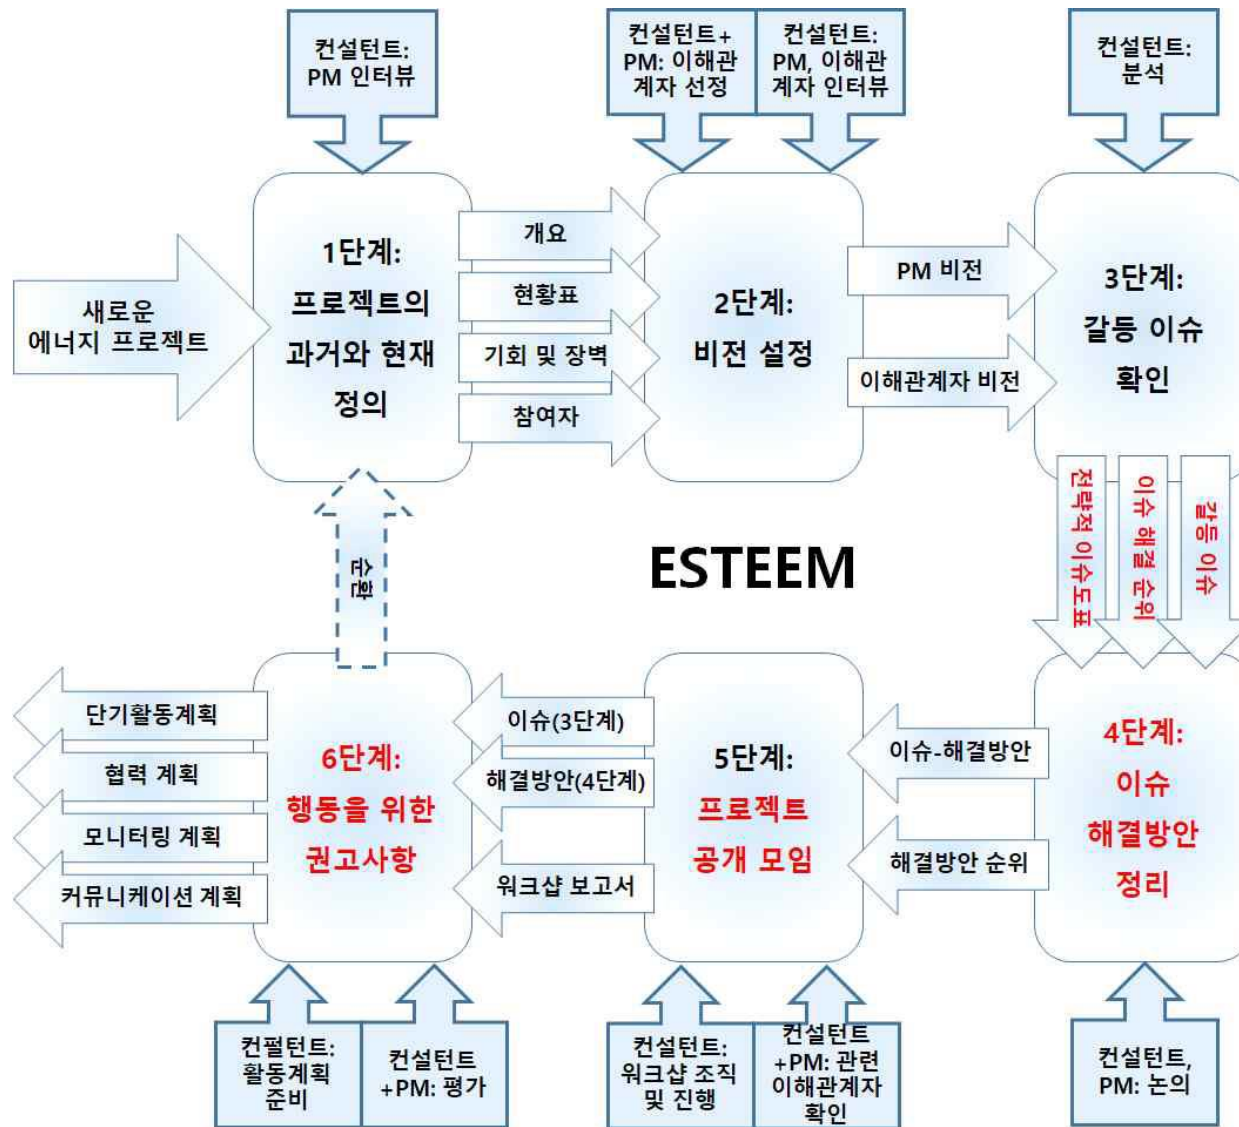 컨설턴트:
PM 인터뷰
컨설턴트+
PM: 이해관
계자 선정
컨설턴트:
PM, 이해관
계자 인터뷰
컨설턴트:
분석
새로운
에너지 프로젝트
1단계:
프로젝트의
과거와 현재
정의
개요
현황표
기회 및 장벽
참여자
2단계:
비전 설정
PM 비전
이해관계자 비전
3단계:
갈등 이슈
확인
전략적 이슈도표
이슈 해결 순위
갈등 이슈
순환
ESTEEM
단기활동계획
협력 계획
모니터링 계획
커뮤니케이션 계획
6단계:
행동을 위한
권고사항
이슈(3단계)
해결방안(4단계)
워크샵 보고서
5단계:
프로젝트
공개 모임
이슈-해결방안
해결방안 순위
4단계:
이슈
해결방안
정리
컨펄턴트:
활동계획
준비
컨설턴트
+PM: 평가
컨설턴트:
워크샵 조직
및 진행
컨설턴트
+PM: 관련
이해관계자
확인
컨설턴트,
PM: 논의